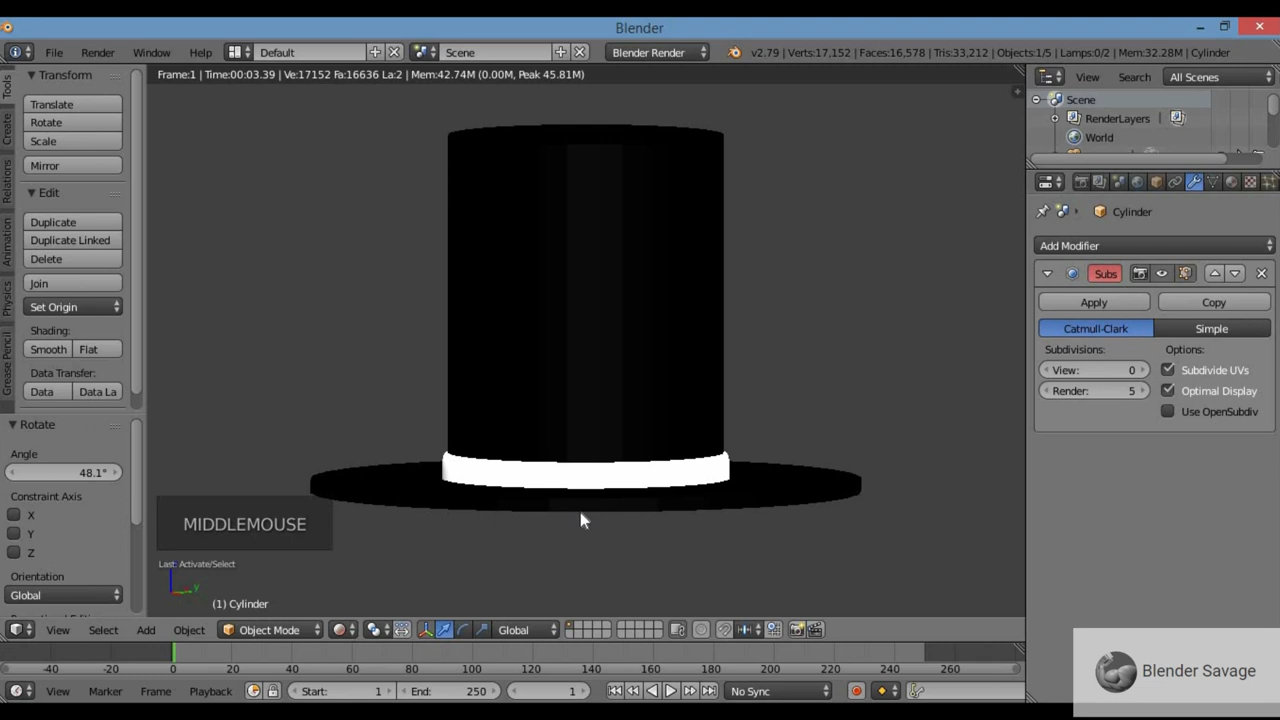 Blender
File Render Window Help Default Scene Blender Render v2.79 | Verts:17,152 | Faces:16,578 | Tris:33,212 | Objects:1/5 | Lamps:0/2 | Mem:32.28M | Cylinder
Tools
Create
Relations
Animation
Physics
Grease Pencil
Transform
Translate
Rotate
Scale
Mirror
Edit
Duplicate
Duplicate Linked
Delete
Join
Set Origin
Shading:
Smooth Flat
Data Transfer:
Data Data La
Rotate
Angle
48.1°
Constraint Axis
X
Y
Z
Orientation
Global
Frame:1 | Time:00:03.39 | Ve:17152 Fa:16636 La:2 | Mem:42.74M (0.00M, Peak 45.81M)
MIDDLEMOUSE
Last: Activate/Select
y
(1) Cylinder
View Search All Scenes
Scene
RenderLayers
World
Cylinder
Add Modifier
Subs
Apply Copy
Catmull-Clark Simple
Subdivisions: Options:
View: 0 Subdivide UVs
Render: 5 Optimal Display
Use OpenSubdiv
View Select Add Object Object Mode Global
-40 -20 0 20 40 60 80 100 120 140 160 180 200 220 240 260
View Marker Frame Playback Start: 1 End: 250 1 No Sync
Blender Savage